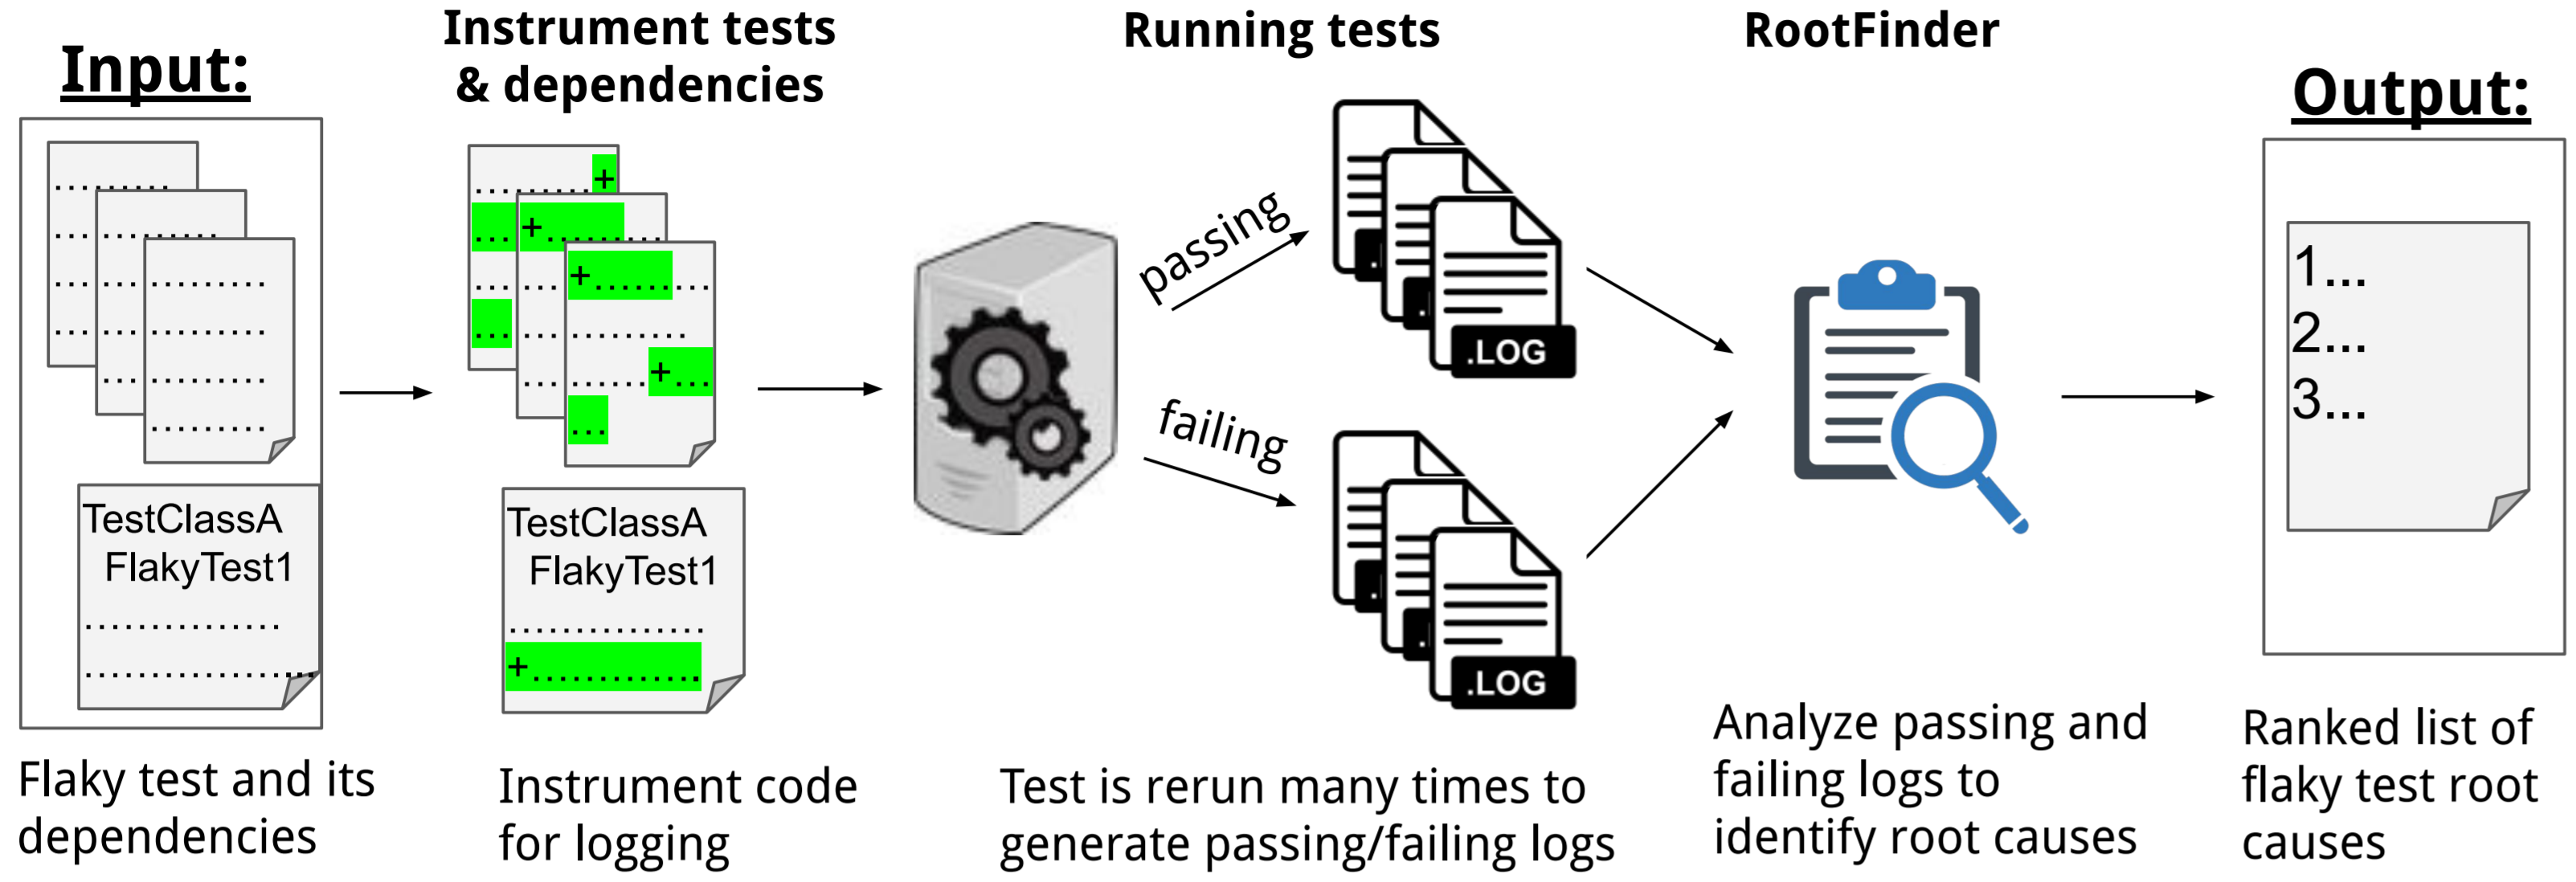 Input:
TestClassA
FlakyTest1
Flaky test and its
dependencies
Instrument tests
& dependencies
+
+
+
+
TestClassA
FlakyTest1
+
Instrument code
for logging
Running tests
passing
failing
.LOG
.LOG
Test is rerun many times to
generate passing/failing logs
RootFinder
Analyze passing and
failing logs to
identify root causes
Output:
1...
2...
3...
Ranked list of
flaky test root
causes